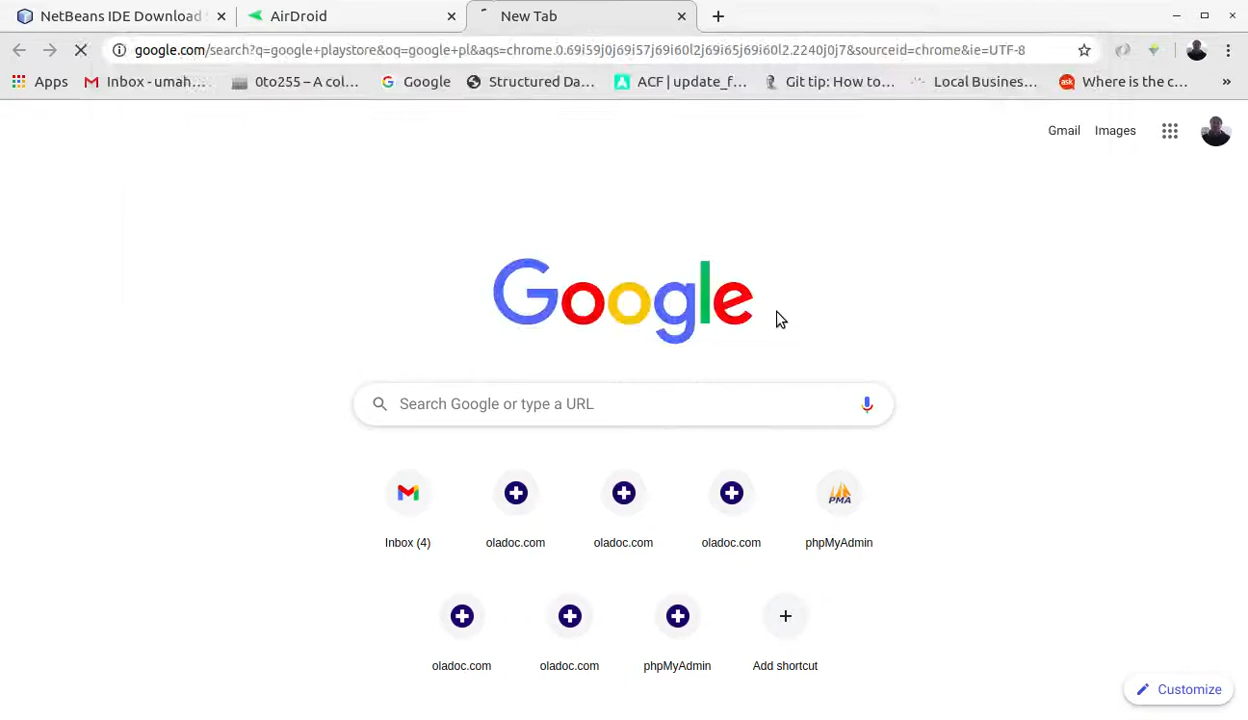 NetBeans IDE Download
AirDroid
New Tab
google.com/search?q=google+playstore&oq=google+pl&aqs=chrome.0.69i59j0j69i57j69i60l2j69i65j69i60l2.2240j0j7&sourceid=chrome&ie=UTF-8
Apps
Inbox - umah...
0to255 – A col...
Google
Structured Da...
ACF | update_f...
Git tip: How to...
Local Business...
ask
Where is the c...
»
Gmail
Images
Google
Search Google or type a URL
PMA
Inbox (4)
oladoc.com
oladoc.com
oladoc.com
phpMyAdmin
oladoc.com
oladoc.com
phpMyAdmin
Add shortcut
Customize